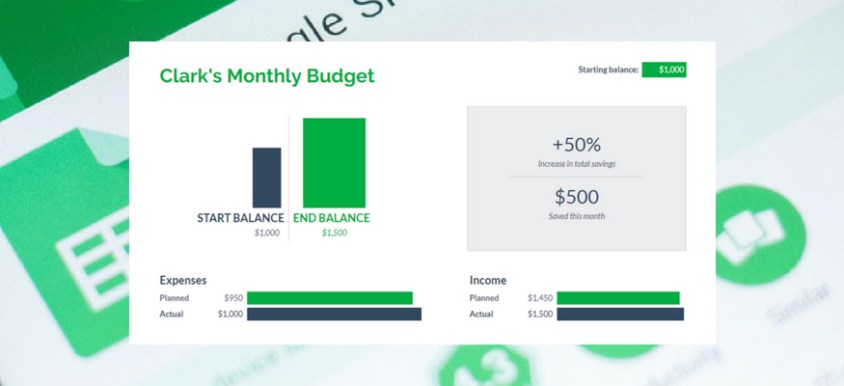 gle S
Clark's Monthly Budget
Starting balance: $1,000
+50%
Increase in total savings
$500
Saved this month
START BALANCE END BALANCE
$1,000 $1,500
Expenses
Planned $950
Actual $1,000
Income
Planned $1,450
Actual $1,500
Similar
4.3